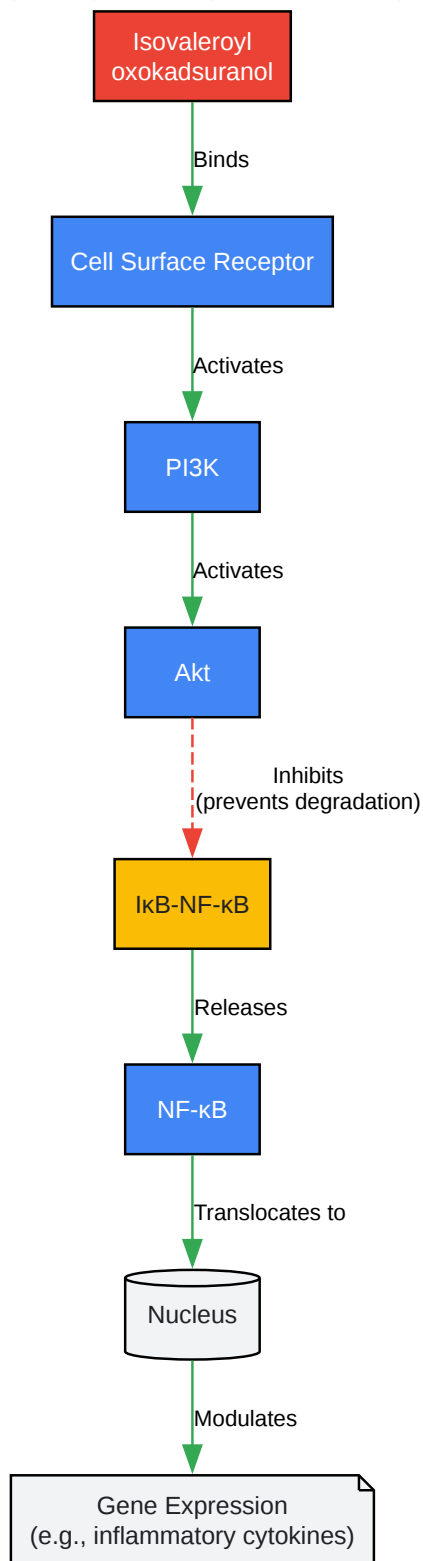 Isovaleroyl
oxokadsuranol
Binds
Cell Surface Receptor
Activates
PI3K
Activates
Akt
Inhibits
(prevents degradation)
IκB-NF-κB
Releases
NF-κB
Translocates to
Nucleus
Modulates
Gene Expression
(e.g., inflammatory cytokines)